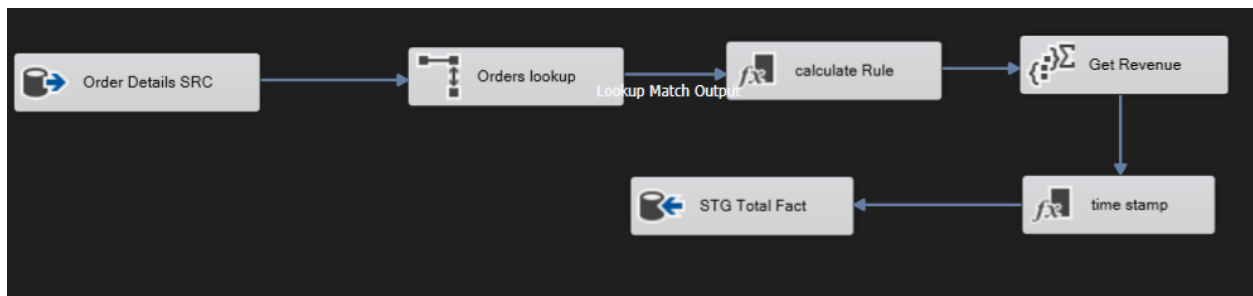 Order Details SRC
Orders lookup
Lookup Match Output
calculate Rule
Get Revenue
time stamp
STG Total Fact